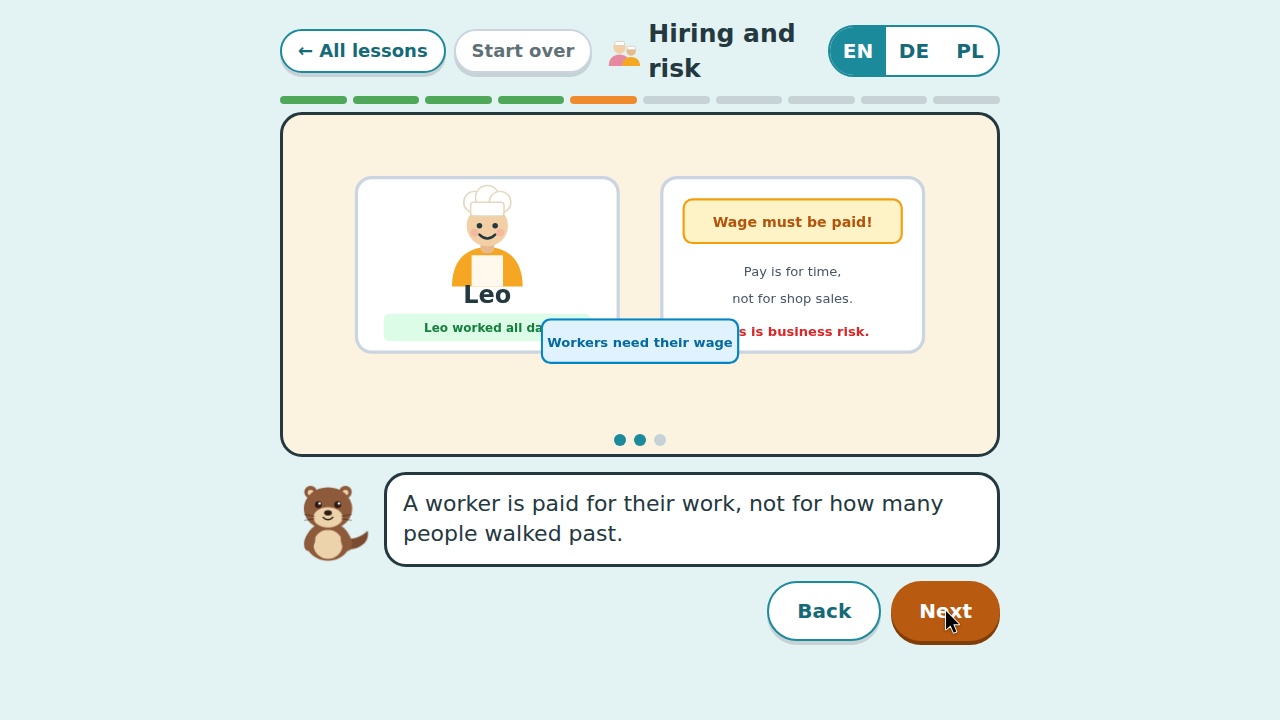 ← All lessons
Start over
Hiring and
risk
EN
DE
PL
Leo
Leo worked all
Wage must be paid!
Pay is for time,
not for shop sales.
is business risk.
Workers need their wage
A worker is paid for their work, not for how many
people walked past.
Back
Next